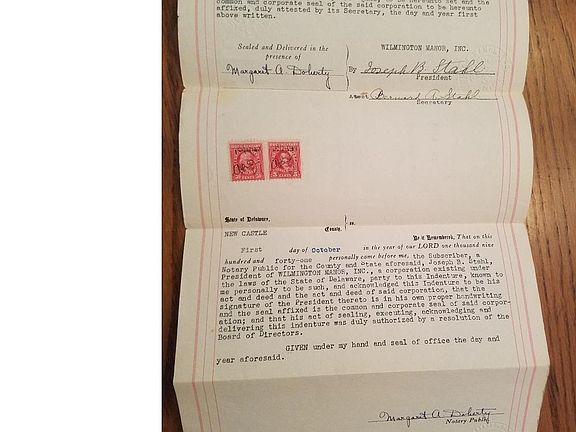 common and corporate seal of the said corporation to be hereunto
affixed, duly attested by its Secretary, the day and year first
above written.
Sealed and Delivered in the
presence of
WILMINGTON MANOR, INC.
Margaret A. Doherty
By Joseph B. Stahl
President
Attest Bernard T. Stahl
Secretary
DOCUMENTARY
CENTS
DOCUMENTARY
5 CENTS
State of Delaware,
NEW CASTLE County. ss.
Be it Remembered, That on this
First day of October in the year of our LORD one thousand nine
hundred and forty-one personally came before me, the Subscriber, a
Notary Public for the County and State aforesaid, Joseph B. Stahl,
President of WILMINGTON MANOR, INC., a corporation existing under
the laws of the State of Delaware, party to this Indenture, known to
me personally to be such, and acknowledged this Indenture to be his
act and deed and the act and deed of said corporation, that the
signature of the President thereto is in his own proper handwriting
and the seal affixed is the common and corporate seal of said corpor-
ation; and that his act of sealing, executing, acknowledging and
delivering this indenture was duly authorized by a resolution of the
Board of Directors.
GIVEN under my hand and seal of office the day and
year aforesaid.
Margaret A. Doherty
Notary Public